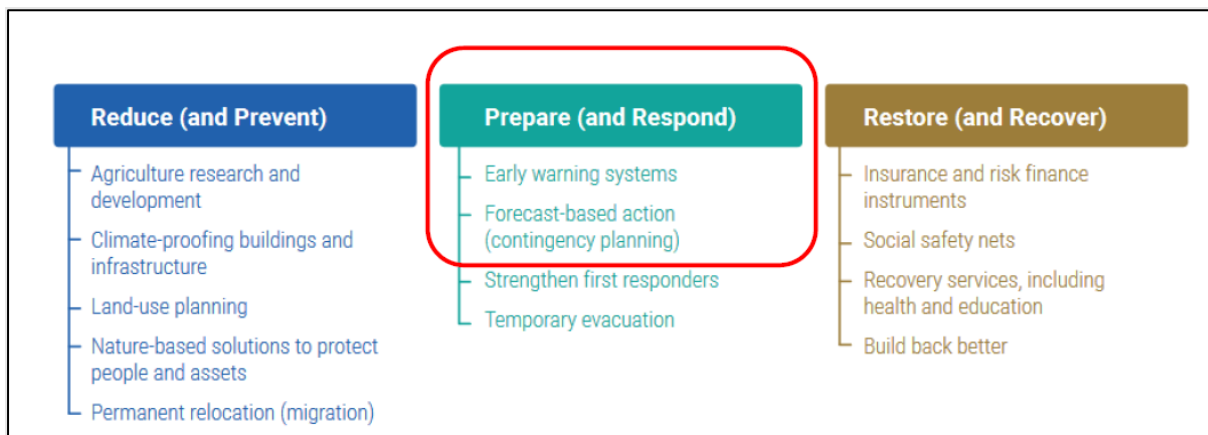 Reduce (and Prevent)
Agriculture research and
development
Climate-proofing buildings and
infrastructure
Land-use planning
Nature-based solutions to protect
people and assets
Permanent relocation (migration)
Prepare (and Respond)
Early warning systems
Forecast-based action
(contingency planning)
Strengthen first responders
Temporary evacuation
Restore (and Recover)
Insurance and risk finance
instruments
Social safety nets
Recovery services, including
health and education
Build back better